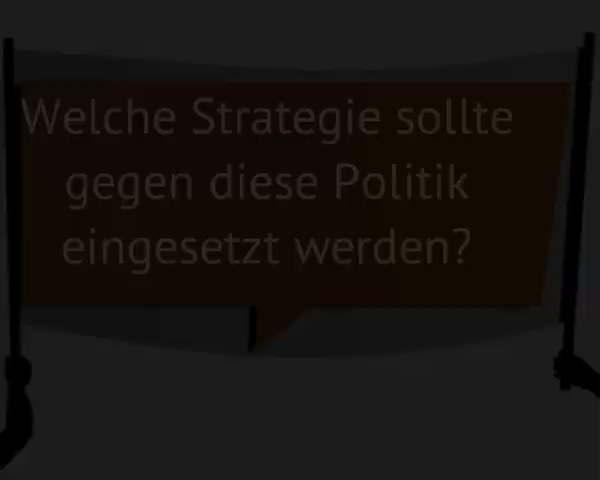 Welche Strategie sollte
gegen diese Politik
eingesetzt werden?